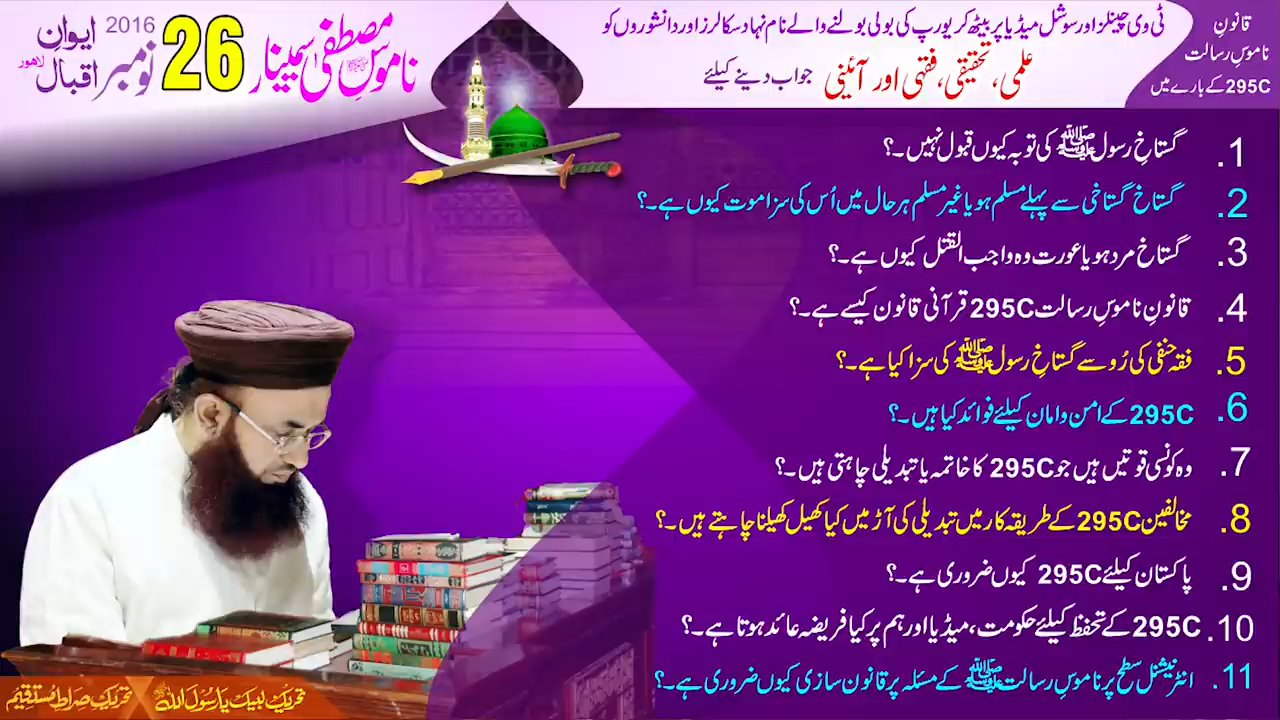 قانونِ
ناموسِ رسالت
295C کے بارے میں
ٹی وی چینلز اور سوشل میڈیا پر بیٹھ کر یورپ کی بولی بولنے والے نام نہاد سکالرز اور دانشوروں کو
علمی، تحقیقی، فقہی اور آئینی جواب دینے کیلئے
ناموسِ مصطفیٰ ﷺ سیمینار
26 نومبر 2016
ایوان اقبال لاہور
1. گستاخِ رسول ﷺ کی توبہ کیوں قبول نہیں۔؟
2. گستاخ گستاخی سے پہلے مسلم ہو یا غیر مسلم ہر حال میں اُس کی سزا موت کیوں ہے۔؟
3. گستاخ مرد ہو یا عورت وہ واجب القتل کیوں ہے۔؟
4. قانونِ ناموسِ رسالت 295C قرآنی قانون کیسے ہے۔؟
5. فقہ حنفی کی رُو سے گستاخِ رسول ﷺ کی سزا کیا ہے۔؟
6. 295C کے امن و امان کیلئے فوائد کیا ہیں۔؟
7. وہ کونسی قوتیں ہیں جو 295C کا خاتمہ یا تبدیلی چاہتی ہیں۔؟
8. مخالفین 295C کے طریقہ کار میں تبدیلی کی آڑ میں کیا کھیل کھیلنا چاہتے ہیں۔؟
9. پاکستان کیلئے 295C کیوں ضروری ہے۔؟
10. 295C کے تحفظ کیلئے حکومت، میڈیا اور ہم پر کیا فریضہ عائد ہوتا ہے۔؟
11. انٹرنیشنل سطح پر ناموسِ رسالت ﷺ کے مسئلہ پر قانون سازی کیوں ضروری ہے۔؟
تحریک لبیک یا رسول اللہ ﷺ
تحریک صراط مستقیم